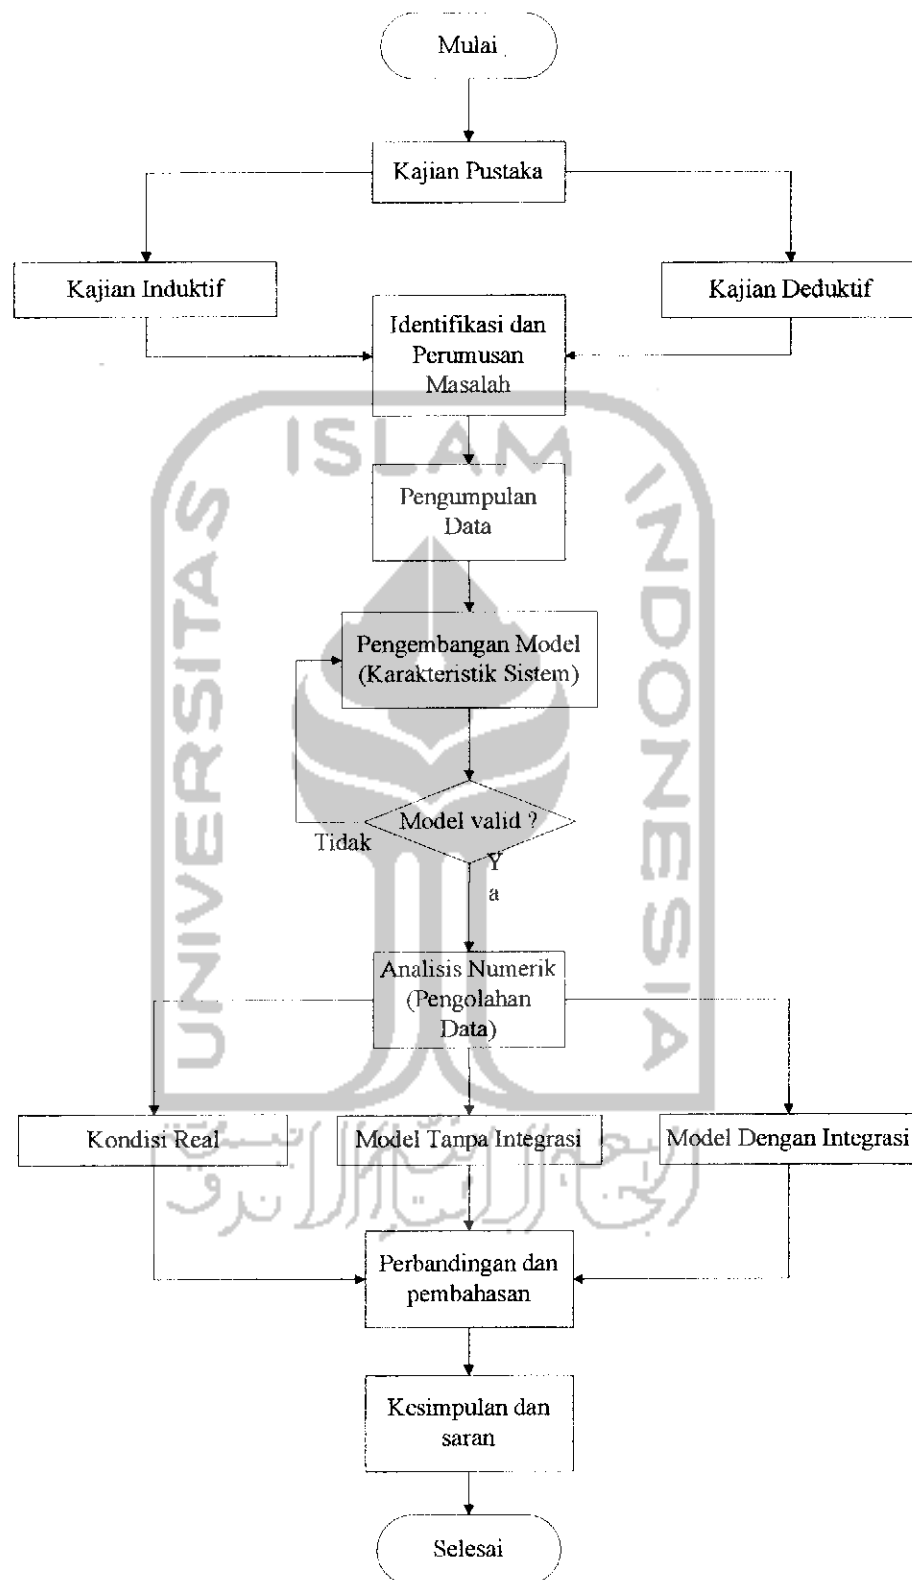 Mulai
Kajian Pustaka
Kajian Induktif
Kajian Deduktif
Identifikasi dan
Perumusan
Masalah
ISLAM
UNIVERSITAS
INDONESIA
Pengumpulan
Data
Pengembangan Model
(Karakteristik Sistem)
Model valid ?
Tidak
Y
a
Analisis Numerik
(Pengolahan
Data)
Kondisi Real
Model Tanpa Integrasi
Model Dengan Integrasi
Perbandingan dan
pembahasan
Kesimpulan dan
saran
Selesai